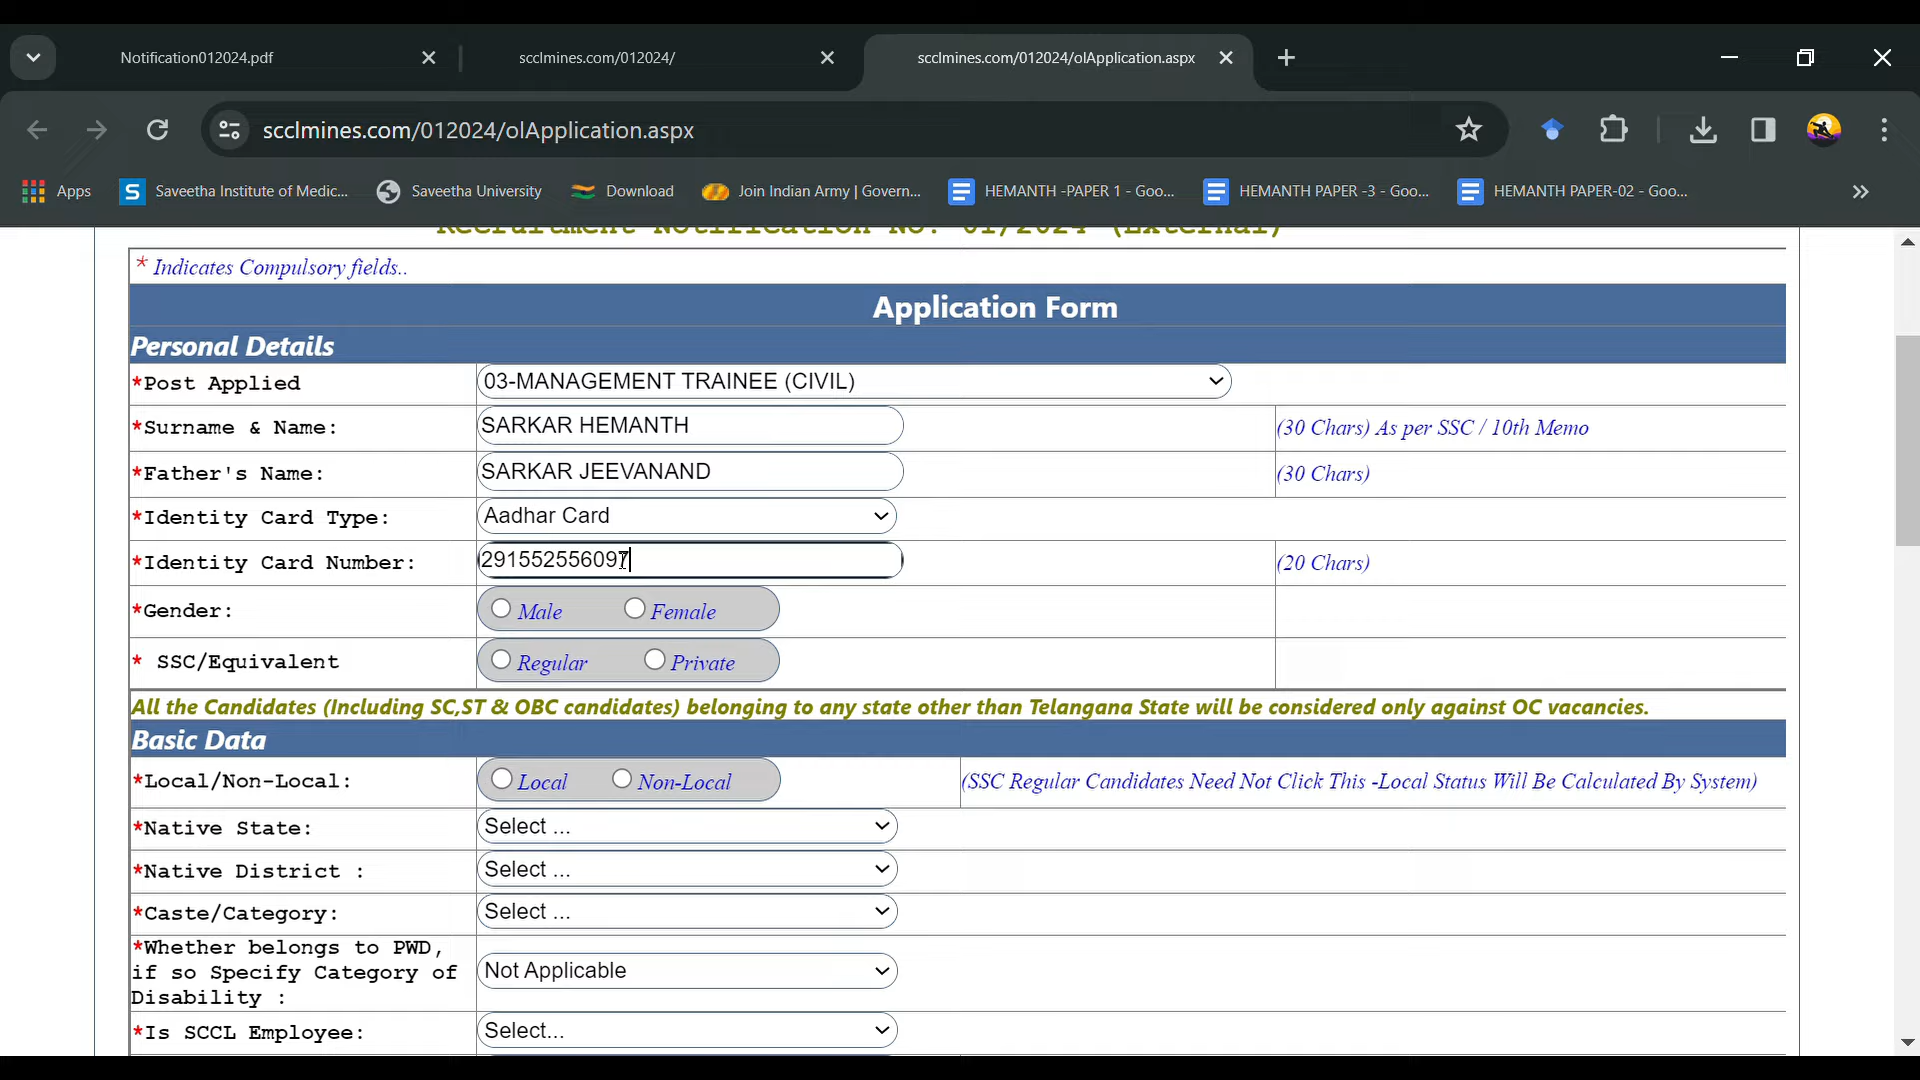 Notification012024.pdf
scclmines.com/012024/
scclmines.com/012024/olApplication.aspx
scclmines.com/012024/olApplication.aspx
Apps
S
Saveetha Institute of Medic...
Saveetha University
Download
Join Indian Army | Govern...
HEMANTH -PAPER 1 - Goo...
HEMANTH PAPER -3 - Goo...
HEMANTH PAPER-02 - Goo...
Recruitment Notification No. 01/2024 (External)
* Indicates Compulsory fields..
Application Form
Personal Details
*Post Applied 03-MANAGEMENT TRAINEE (CIVIL)
*Surname & Name: SARKAR HEMANTH (30 Chars) As per SSC / 10th Memo
*Father's Name: SARKAR JEEVANAND (30 Chars)
*Identity Card Type: Aadhar Card
*Identity Card Number: 291552556097 (20 Chars)
*Gender: Male Female
* SSC/Equivalent Regular Private
All the Candidates (Including SC,ST & OBC candidates) belonging to any state other than Telangana State will be considered only against OC vacancies.
Basic Data
*Local/Non-Local: Local Non-Local (SSC Regular Candidates Need Not Click This -Local Status Will Be Calculated By System)
*Native State: Select ...
*Native District : Select ...
*Caste/Category: Select ...
*Whether belongs to PWD,
if so Specify Category of
Disability :
Not Applicable
*Is SCCL Employee: Select...